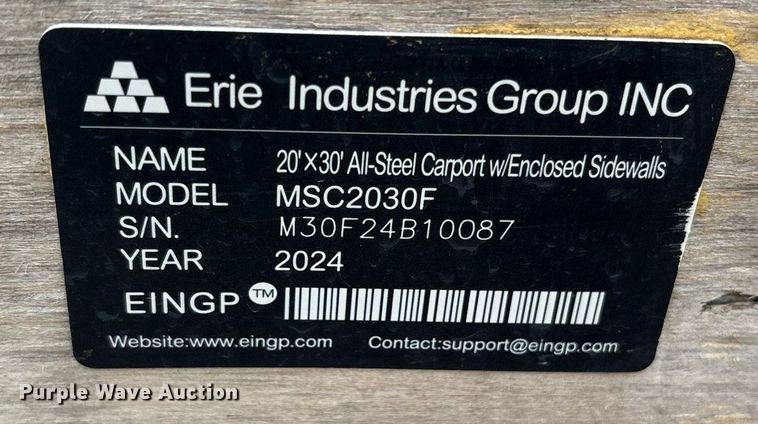 Erie Industries Group INC
NAME 20'×30' All-Steel Carport w/Enclosed Sidewalls
MODEL MSC2030F
S/N. M30F24B10087
YEAR 2024
EINGP TM
Website:www.eingp.com Contact:support@eingp.com
Purple Wave Auction